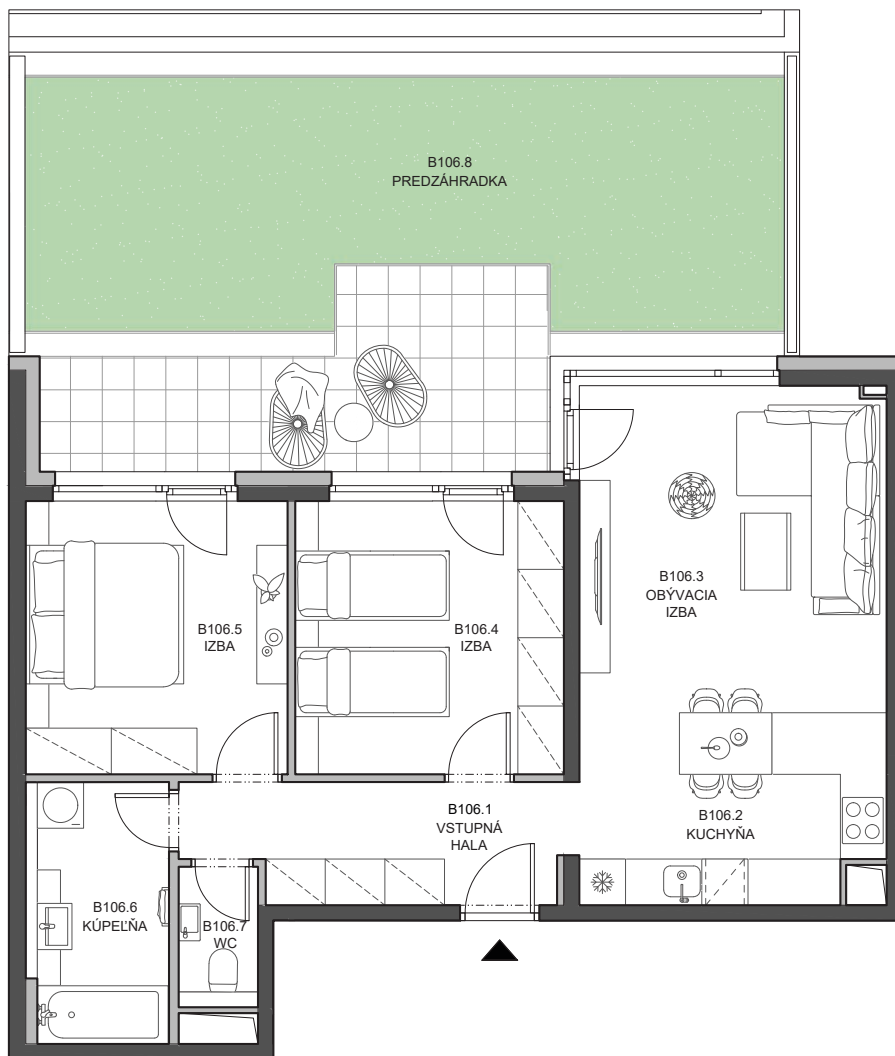 B106.8
PREDZÁHRADKA
B106.3
OBÝVACIA
IZBA
B106.5
IZBA
B106.4
IZBA
B106.1
VSTUPNÁ
HALA
B106.2
KUCHYŇA
B106.6
KÚPEĽŇA
B106.7
WC